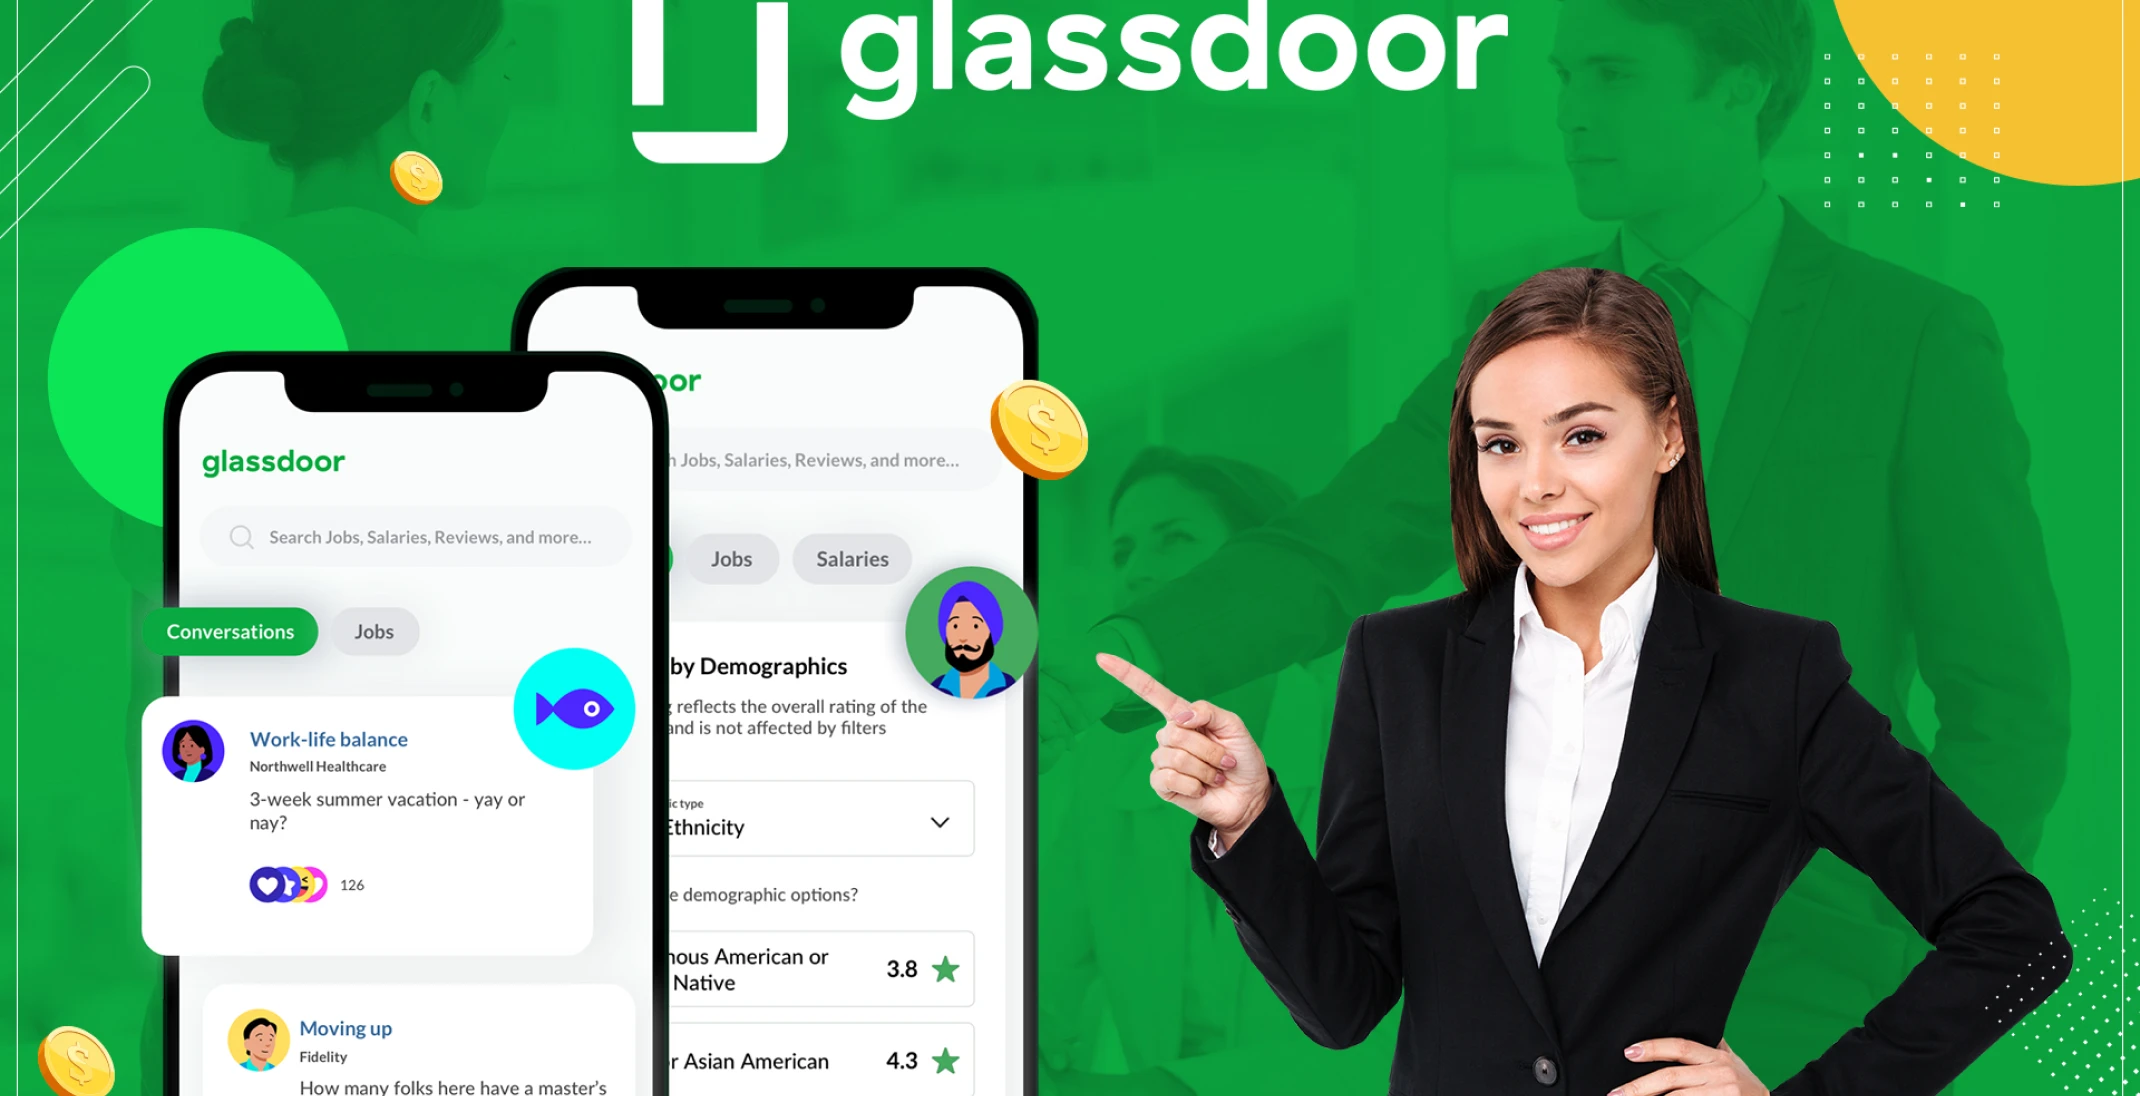 glassdoor
glassdoor
Search Jobs, Salaries, Reviews, and more...
Conversations
Jobs
Work-life balance
Northwell Healthcare
3-week summer vacation - yay or
nay?
126
Moving up
Fidelity
How many folks here have a master's
oor
Jobs, Salaries, Reviews, and more...
Jobs
Salaries
by Demographics
reflects the overall rating of the
and is not affected by filters
ic type
Ethnicity
e demographic options?
nous American or
Native
3.8
r Asian American
4.3